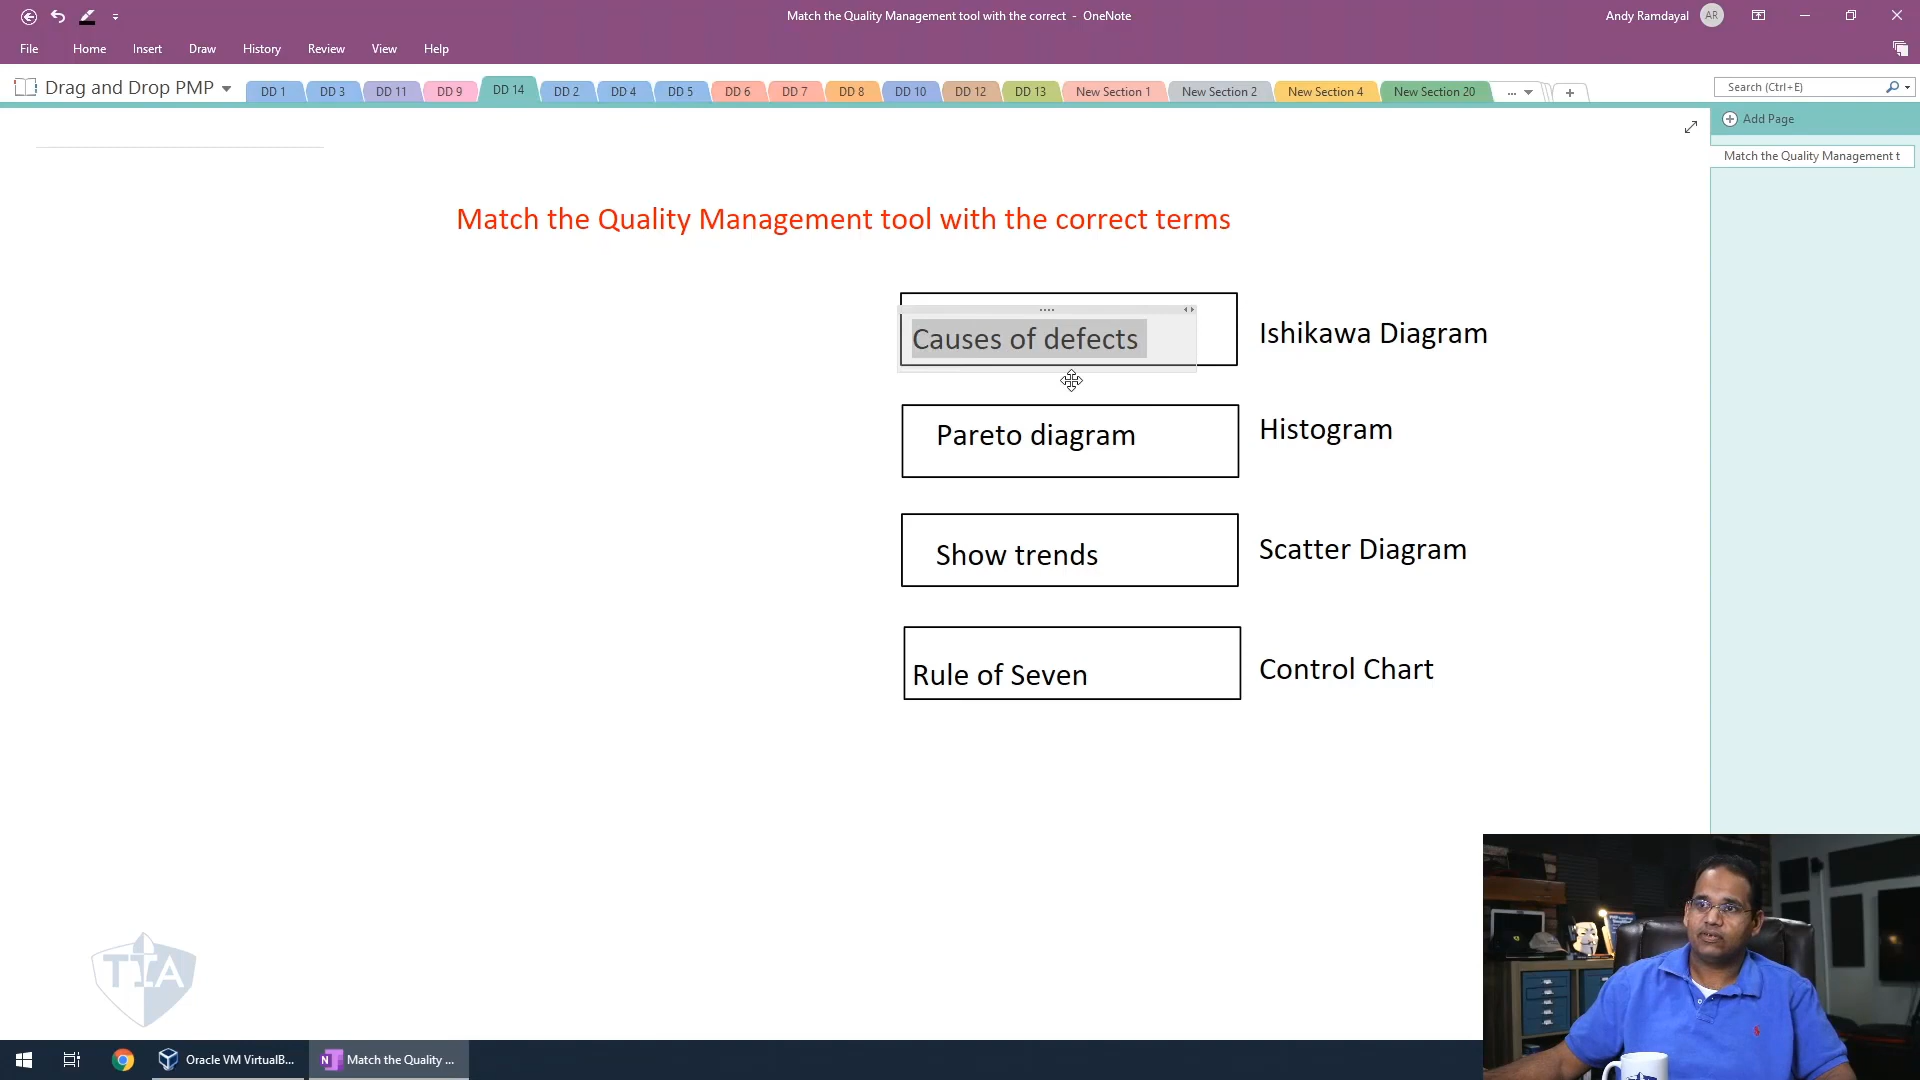 Match the Quality Management tool with the correct - OneNote
Andy Ramdayal AR
File Home Insert Draw History Review View Help
Drag and Drop PMP DD 1 DD 3 DD 11 DD 9 DD 14 DD 2 DD 4 DD 5 DD 6 DD 7 DD 8 DD 10 DD 12 DD 13 New Section 1 New Section 2 New Section 4 New Section 20 ... Search (Ctrl+E)
Add Page
Match the Quality Management t
Match the Quality Management tool with the correct terms
Causes of defects Ishikawa Diagram
Pareto diagram Histogram
Show trends Scatter Diagram
Rule of Seven Control Chart
TIA
Oracle VM VirtualB... N Match the Quality ...